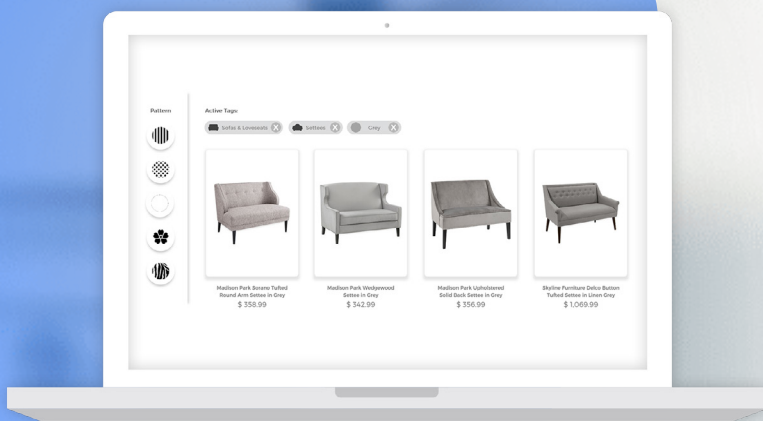 Pattern
Active Tags:
Sofas & Loveseats X
Settees X
Grey X
Madison Park Sorano Tufted
Round Arm Settee in Grey
$ 358.99
Madison Park Wedgewood
Settee in Grey
$ 342.99
Madison Park Upholstered
Solid Back Settee in Grey
$ 356.99
Skyline Furniture Delce Button
Tufted Settee in Linen Grey
$ 1,069.99